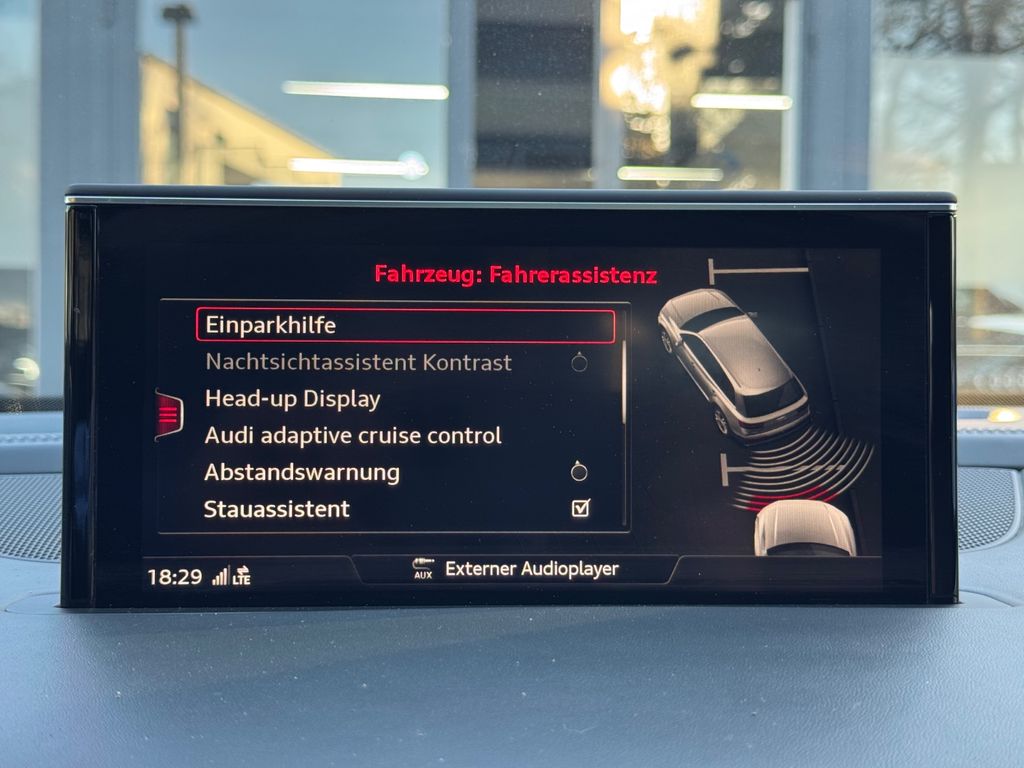 Fahrzeug: Fahrerassistenz
Einparkhilfe
Nachtsichtassistent Kontrast
Head-up Display
Audi adaptive cruise control
Abstandswarnung
Stauassistent
18:29 LTE AUX Externer Audioplayer